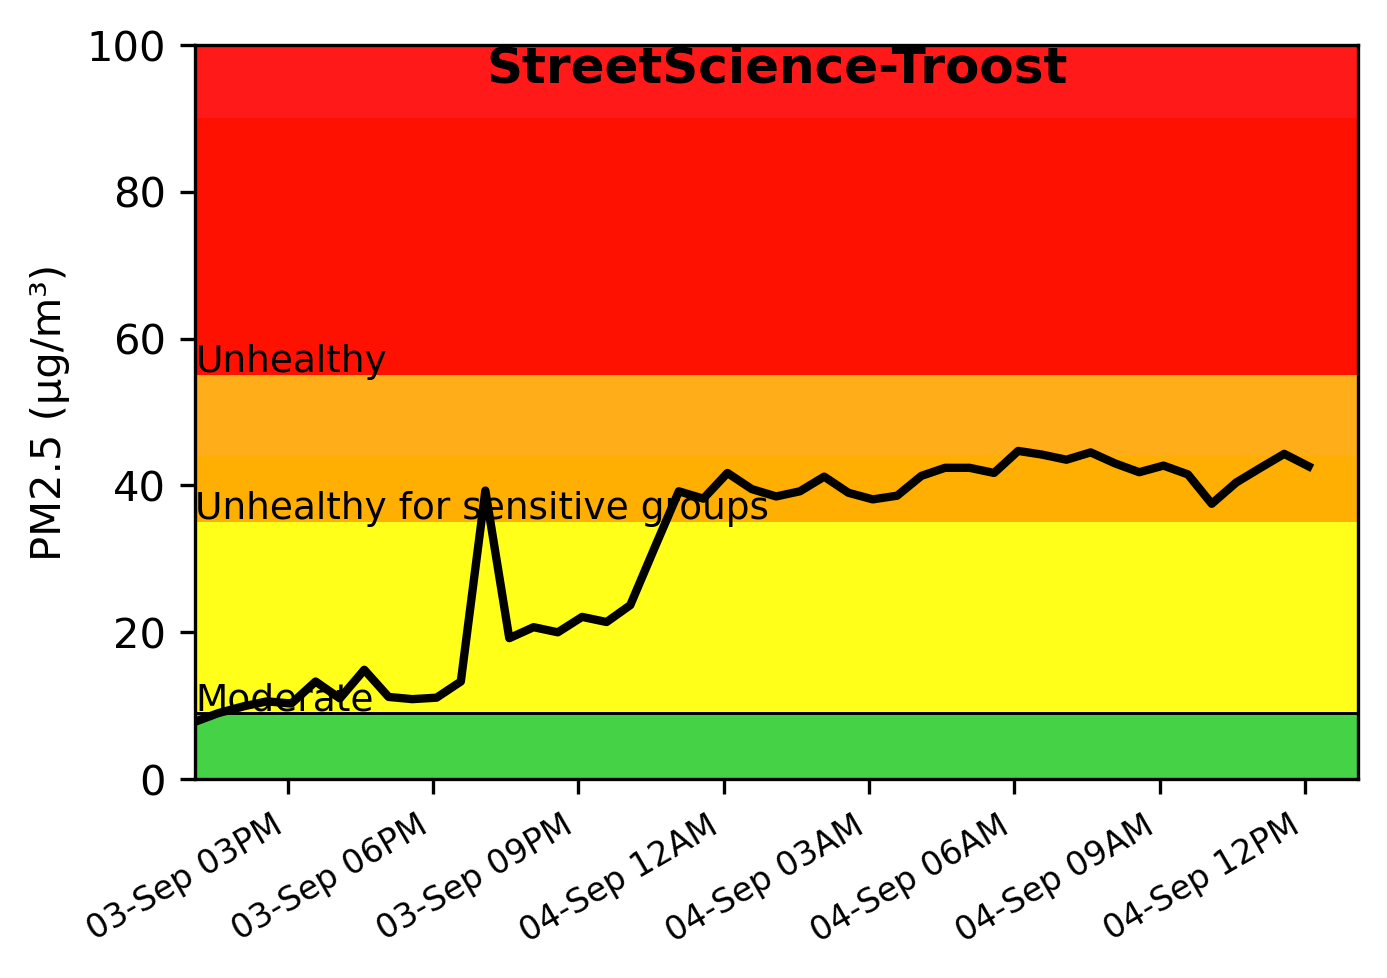 StreetScience-Troost
PM2.5 (µg/m³)
100
80
60
40
20
0
Unhealthy
Unhealthy for sensitive groups
Moderate
03-Sep 03PM
03-Sep 06PM
03-Sep 09PM
04-Sep 12AM
04-Sep 03AM
04-Sep 06AM
04-Sep 09AM
04-Sep 12PM